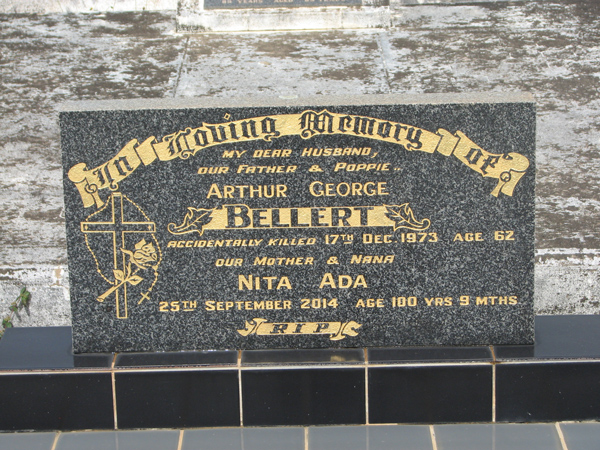 In Loving Memory of
MY DEAR HUSBAND,
OUR FATHER & POPPIE..
ARTHUR GEORGE
BELLERT
ACCIDENTALLY KILLED 17TH DEC 1973 AGE 62
OUR MOTHER & NANA
NITA ADA
25TH SEPTEMBER 2014 AGE 100 YRS 9 MTHS
R.I.P.